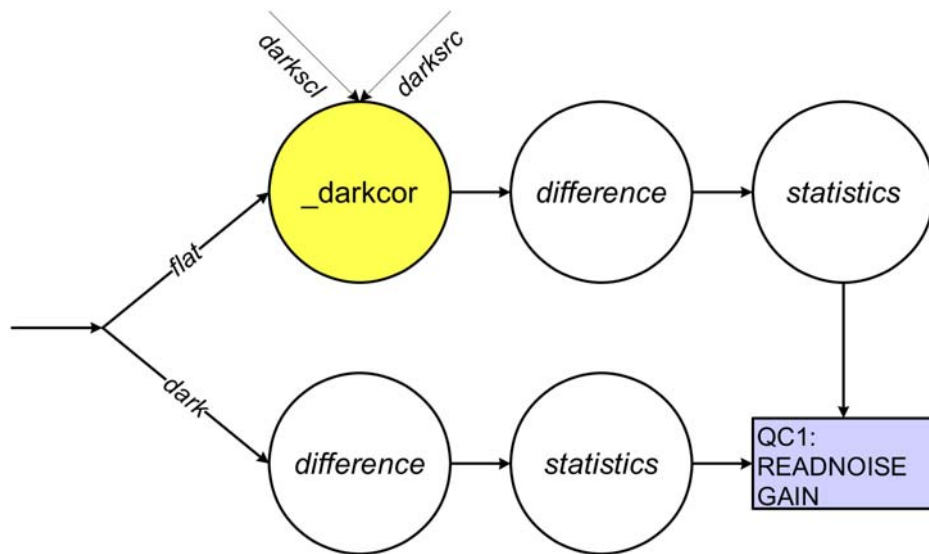 darkscl
darksrc
_darkcor
difference
statistics
flat
dark
difference
statistics
QC1:
READNOISE
GAIN